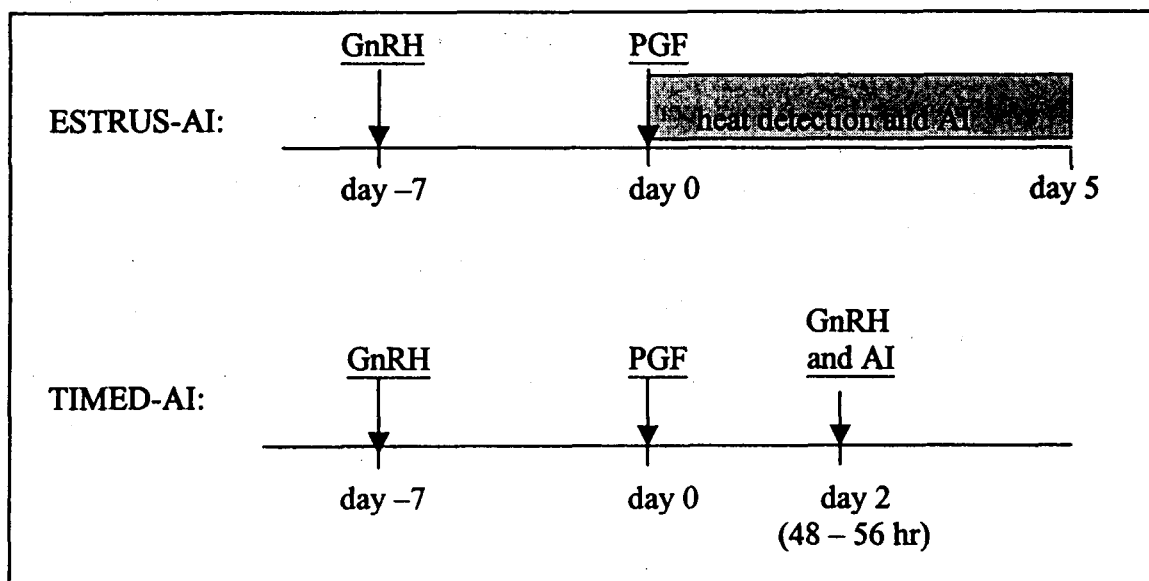 GnRH PGF
ESTRUS-AI: heat detection and AI
day –7 day 0 day 5
GnRH
and AI
GnRH PGF
TIMED-AI:
day –7 day 0 day 2
(48 – 56 hr)